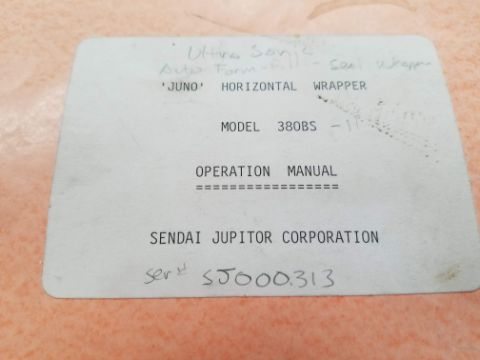 Ultra Sonic
Auto Form - Fill - Seal Wrapper
'JUNO' HORIZONTAL WRAPPER
MODEL 380BS -11
OPERATION MANUAL
=================
SENDAI JUPITOR CORPORATION
ser# SJ000313